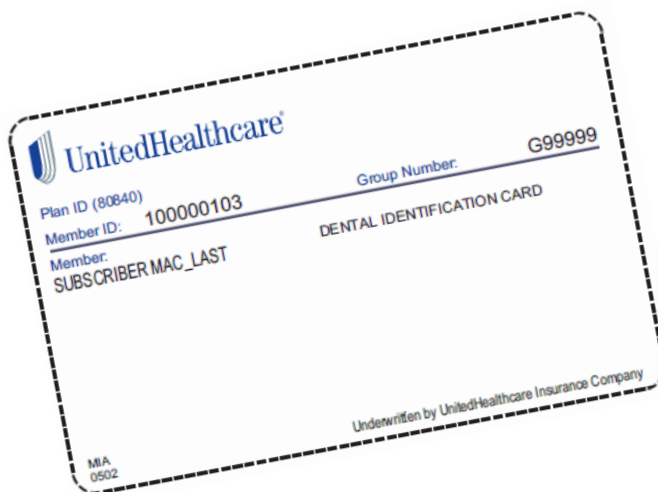 UnitedHealthcare®
Plan ID (80840)
Member ID: 100000103 Group Number: G99999
Member:
SUBSCRIBER MAC_LAST DENTAL IDENTIFICATION CARD
Underwritten by UnitedHealthcare Insurance Company
MIA
0502